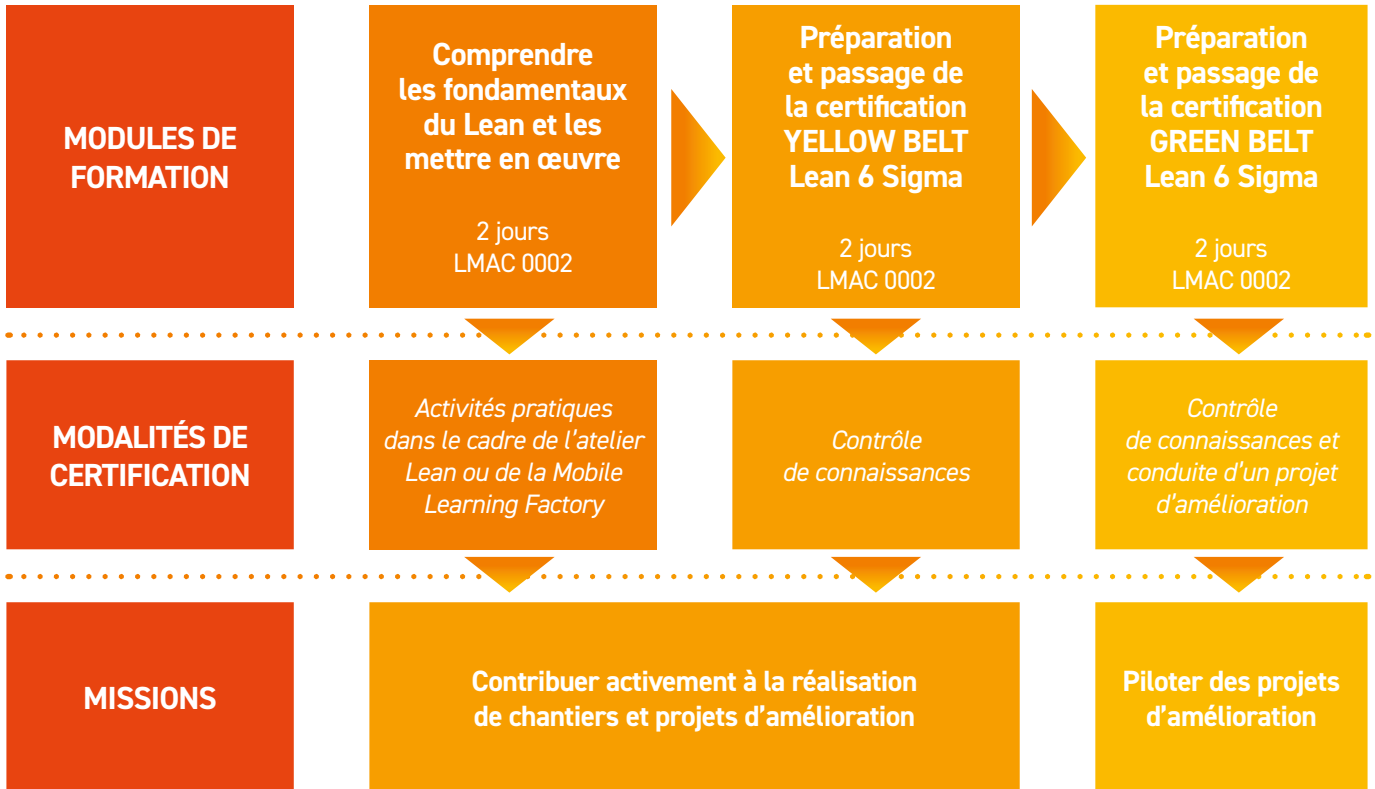 MODULES DE
FORMATION
Comprendre
les fondamentaux
du Lean et les
mettre en œuvre
2 jours
LMAC 0002
Préparation
et passage de
la certification
YELLOW BELT
Lean 6 Sigma
2 jours
LMAC 0002
Préparation
et passage de
la certification
GREEN BELT
Lean 6 Sigma
2 jours
LMAC 0002
MODALITÉS DE
CERTIFICATION
Activités pratiques
dans le cadre de l’atelier
Lean ou de la Mobile
Learning Factory
Contrôle
de connaissances
Contrôle
de connaissances et
conduite d’un projet
d’amélioration
MISSIONS
Contribuer activement à la réalisation
de chantiers et projets d’amélioration
Piloter des projets
d’amélioration